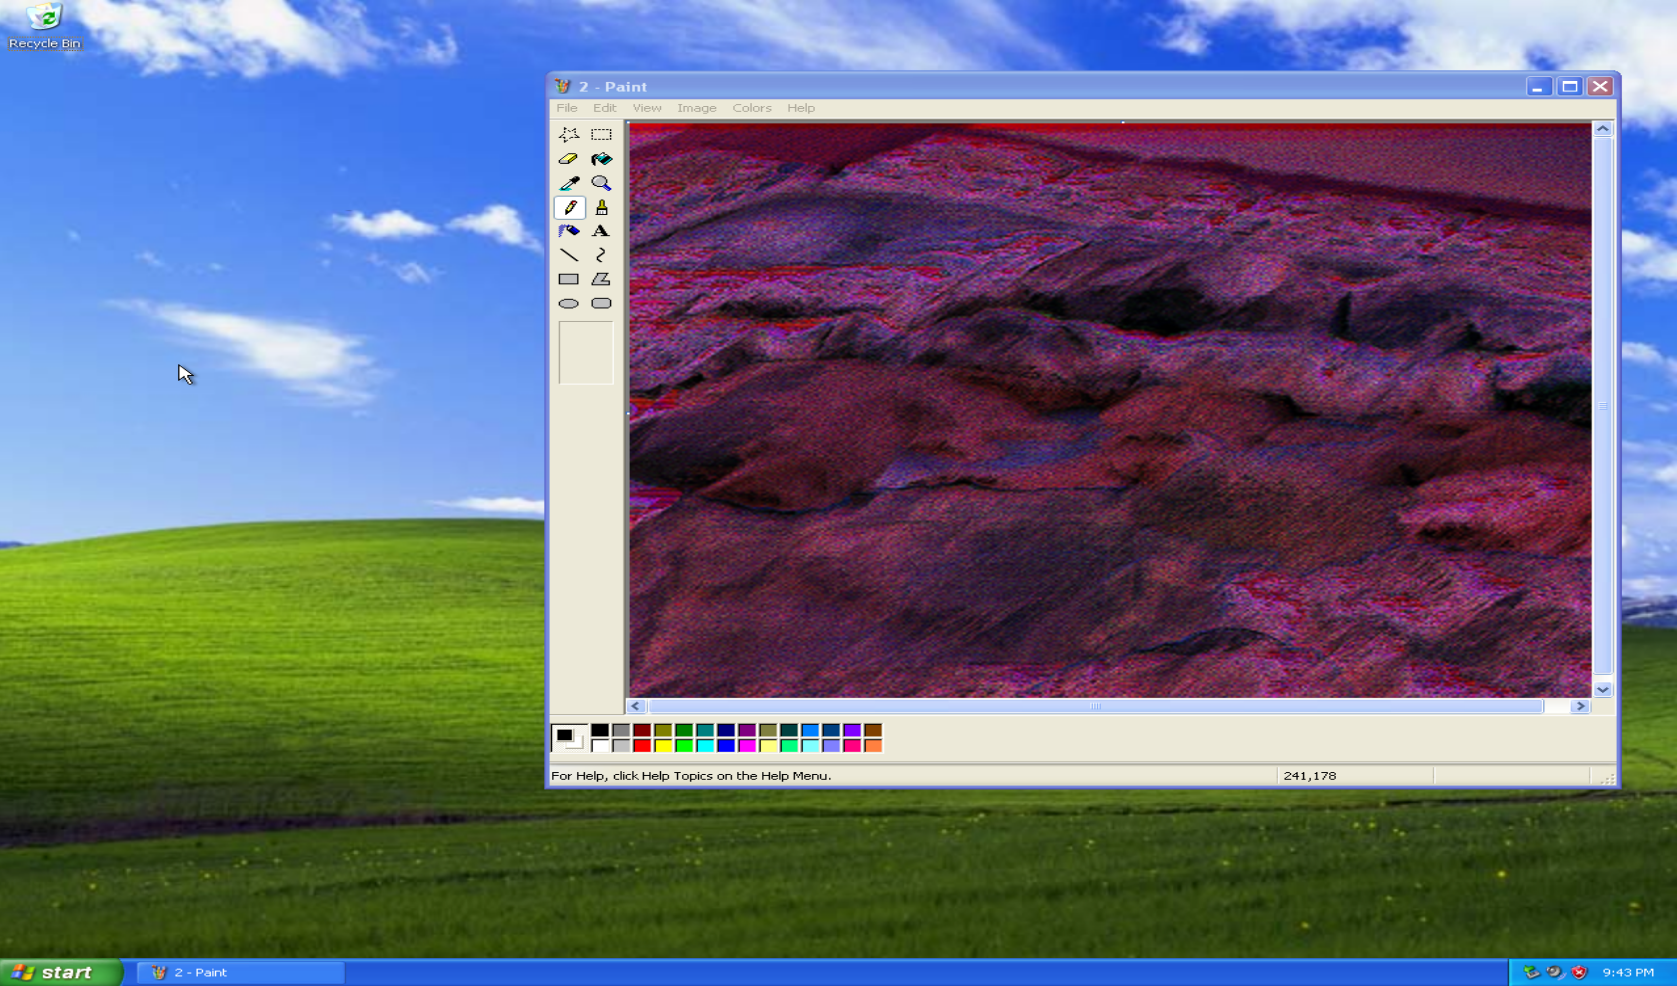 Recycle Bin
2 - Paint
File Edit View Image Colors Help
A
For Help, click Help Topics on the Help Menu.
241,178
start
2 - Paint
9:43 PM